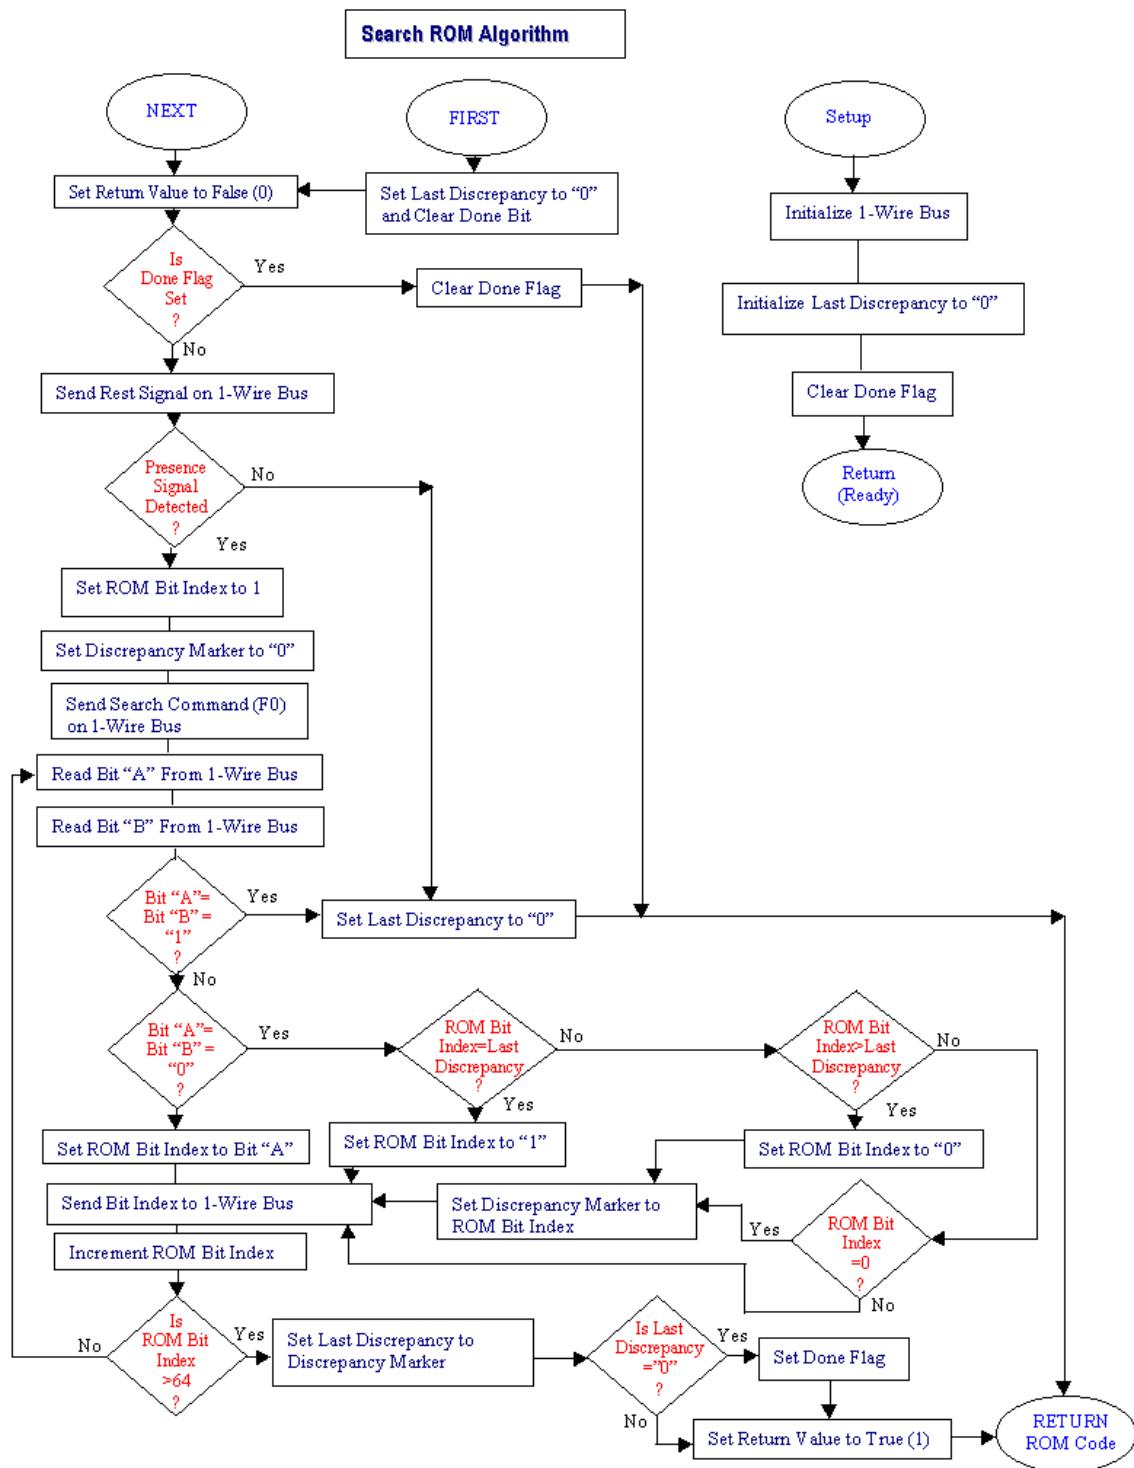 Search ROM Algorithm
NEXT
FIRST
Setup
Set Return Value to False (0)
Set Last Discrepancy to “0”
and Clear Done Bit
Initialize 1-Wire Bus
Is
Done Flag
Set
?
Yes
Clear Done Flag
Initialize Last Discrepancy to “0”
No
Send Rest Signal on 1-Wire Bus
Clear Done Flag
Presence
Signal
Detected
?
No
Return
(Ready)
Yes
Set ROM Bit Index to 1
Set Discrepancy Marker to “0”
Send Search Command (F0)
on 1-Wire Bus
Read Bit “A” From 1-Wire Bus
Read Bit “B” From 1-Wire Bus
Bit “A”=
Bit “B” =
“1”
?
Yes
Set Last Discrepancy to “0”
No
Bit “A”=
Bit “B” =
“0”
?
Yes
ROM Bit
Index=Last
Discrepancy
?
No
ROM Bit
Index>Last
Discrepancy
?
No
Yes
Yes
Set ROM Bit Index to Bit “A”
Set ROM Bit Index to “1”
Set ROM Bit Index to “0”
Send Bit Index to 1-Wire Bus
Set Discrepancy Marker to
ROM Bit Index
Yes
ROM Bit
Index
=0
?
No
Increment ROM Bit Index
No
Is
ROM Bit
Index
>64
?
Yes
Set Last Discrepancy to
Discrepancy Marker
Is Last
Discrepancy
=”0”
?
Yes
Set Done Flag
No
Set Return Value to True (1)
RETURN
ROM Code